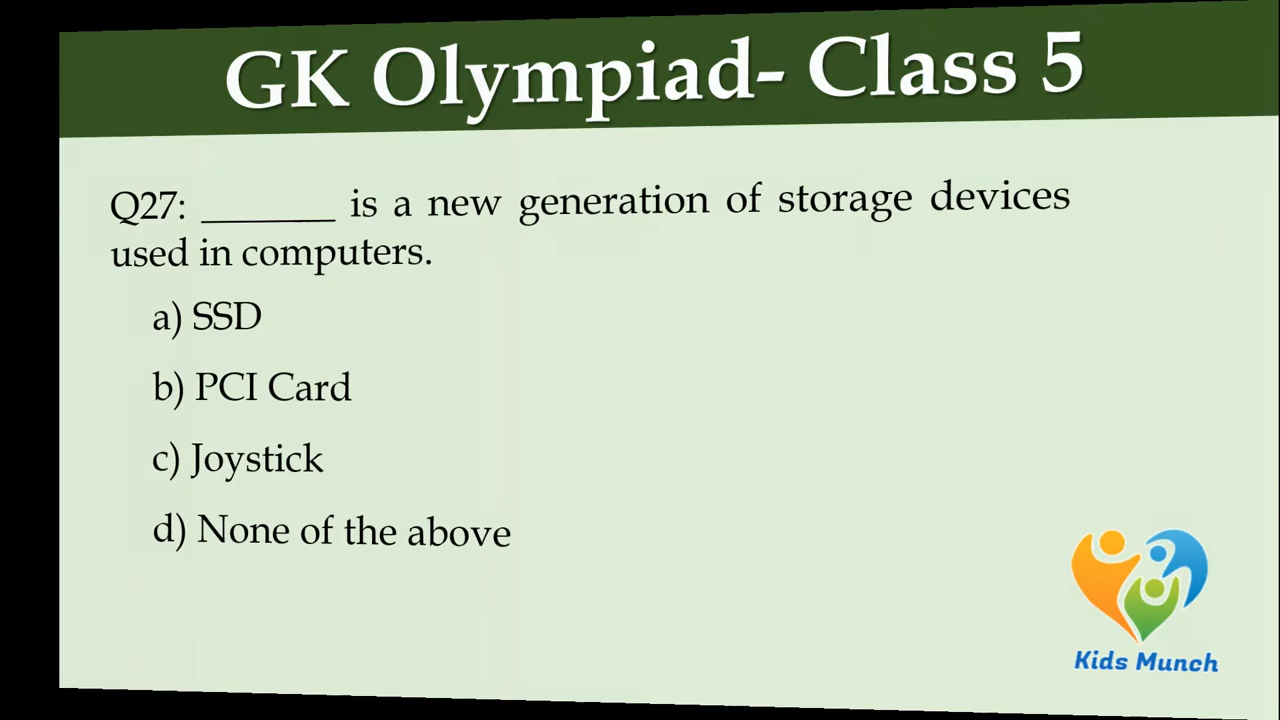 GK Olympiad- Class 5
Q27: _______ is a new generation of storage devices
used in computers.
a) SSD
b) PCI Card
c) Joystick
d) None of the above
Kids Munch